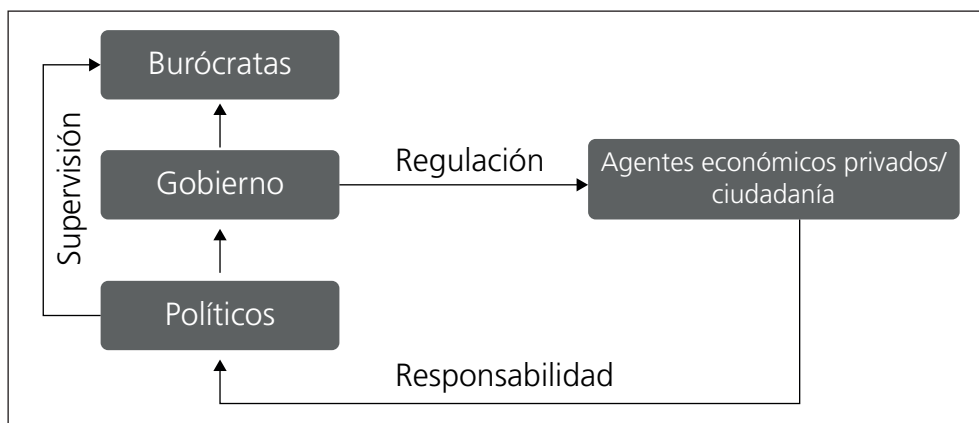 Burócratas
Supervisión
Gobierno
Regulación
Agentes económicos privados/
ciudadanía
Políticos
Responsabilidad